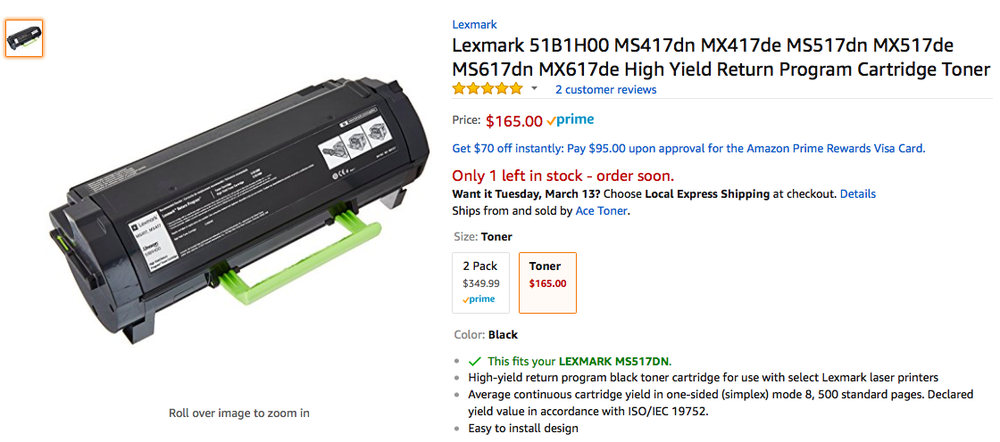 Lexmark
Lexmark 51B1H00 MS417dn MX417de MS517dn MX517de
MS617dn MX617de High Yield Return Program Cartridge Toner
2 customer reviews
Price: $165.00 prime
Get $70 off instantly: Pay $95.00 upon approval for the Amazon Prime Rewards Visa Card.
Only 1 left in stock - order soon.
Want it Tuesday, March 13? Choose Local Express Shipping at checkout. Details
Ships from and sold by Ace Toner.
Size: Toner
2 Pack
$349.99
prime
Toner
$165.00
Color: Black
This fits your LEXMARK MS517DN.
High-yield return program black toner cartridge for use with select Lexmark laser printers
Average continuous cartridge yield in one-sided (simplex) mode 8, 500 standard pages. Declared
yield value in accordance with ISO/IEC 19752.
Easy to install design
Lexmark
Roll over image to zoom in